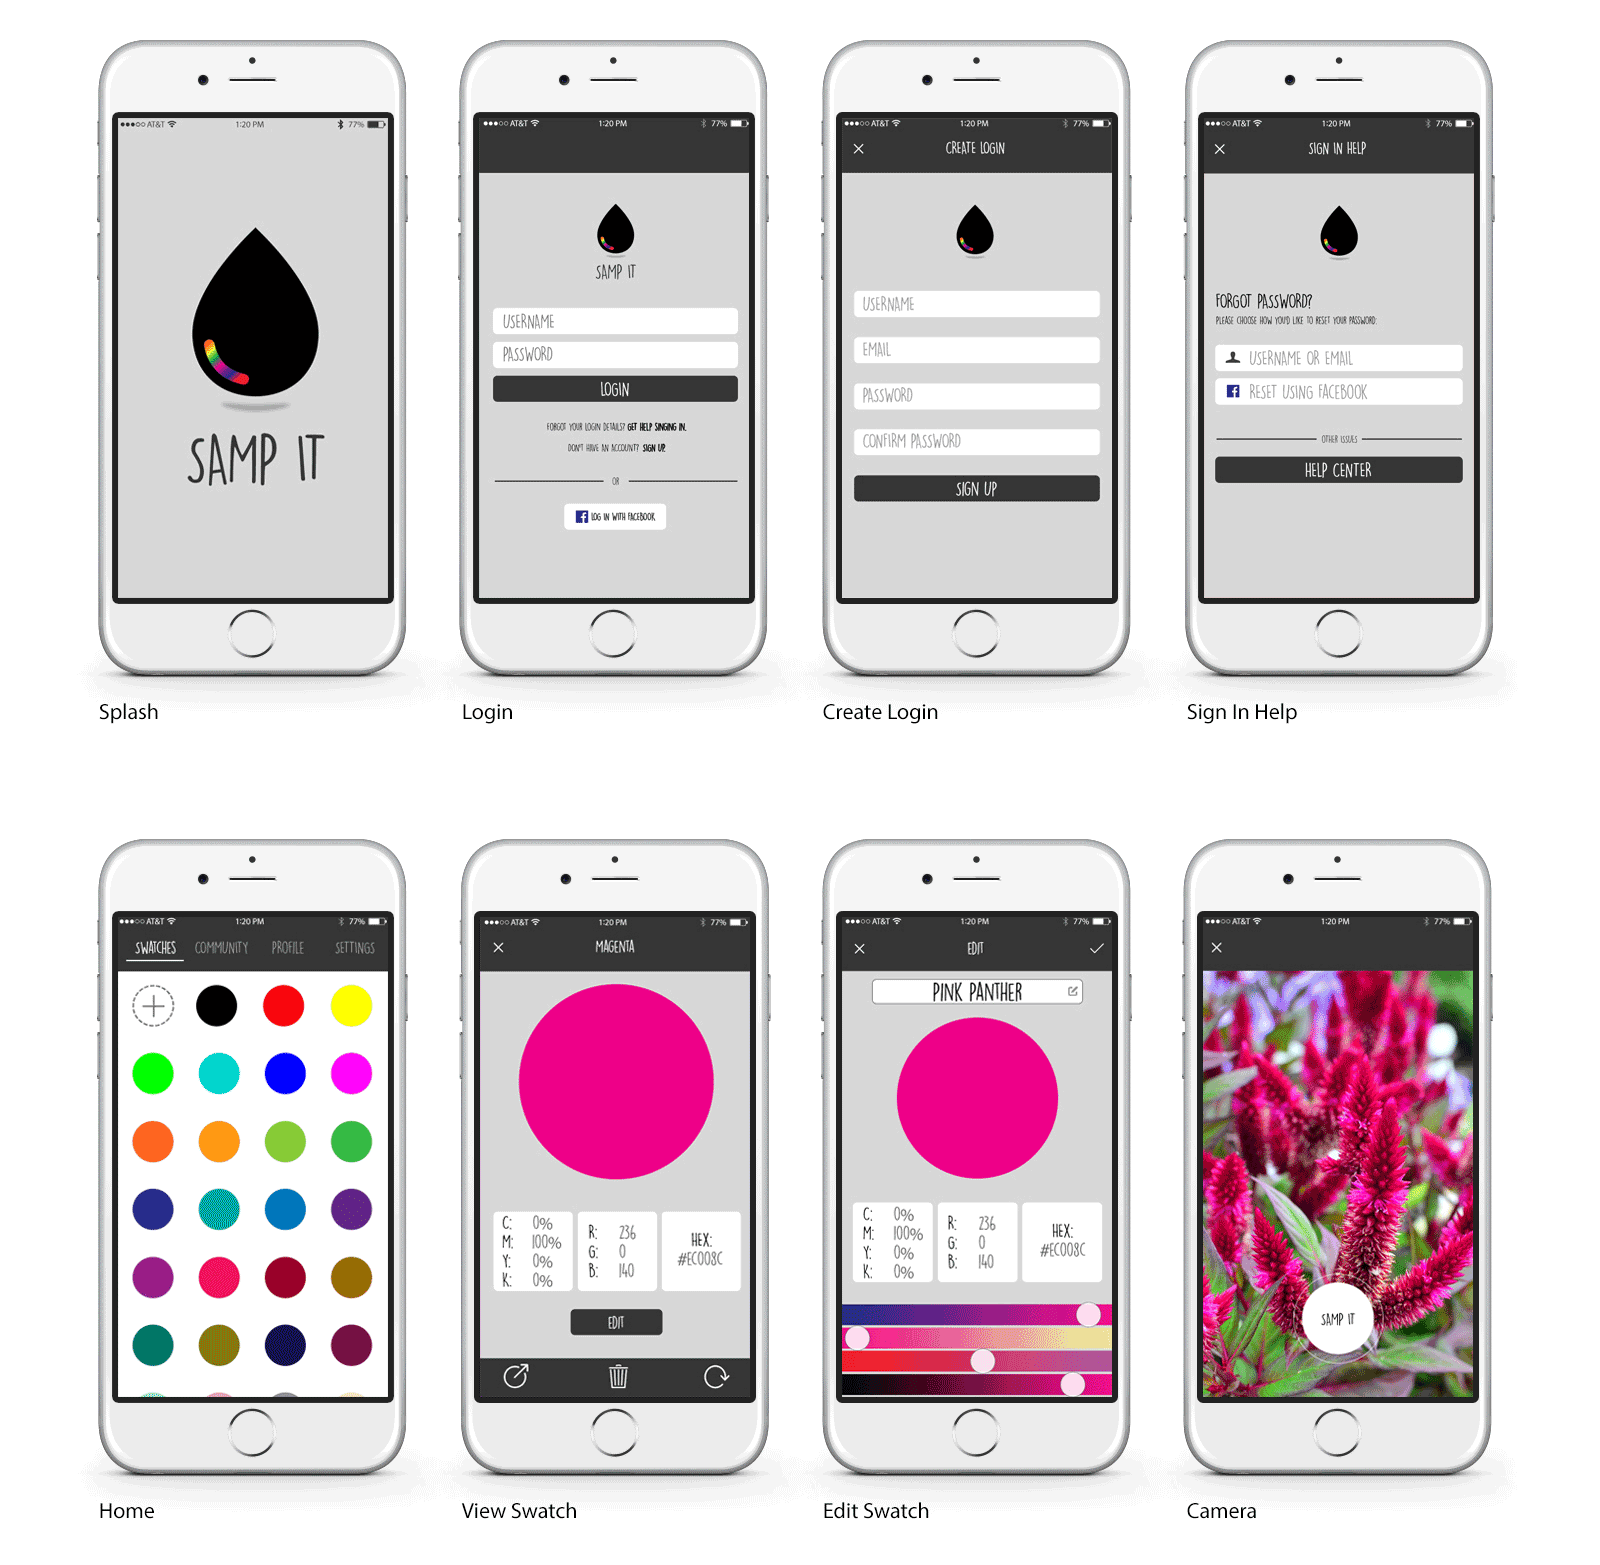 ●●●○○ AT&T 1:20 PM 77%
SAMP IT
Splash
●●●○○ AT&T 1:20 PM 77%
SAMP IT
USERNAME
PASSWORD
LOGIN
FORGOT YOUR LOGIN DETAILS? GET HELP SINGING IN.
DON'T HAVE AN ACCOUNT? SIGN UP.
OR
f LOG IN WITH FACEBOOK
Login
●●●○○ AT&T 1:20 PM 77%
CREATE LOGIN
USERNAME
EMAIL
PASSWORD
CONFIRM PASSWORD
SIGN UP
Create Login
●●●○○ AT&T 1:20 PM 77%
SIGN IN HELP
FORGOT PASSWORD?
PLEASE CHOOSE HOW YOU'D LIKE TO RESET YOUR PASSWORD:
USERNAME OR EMAIL
f RESET USING FACEBOOK
OTHER ISSUES
HELP CENTER
Sign In Help
●●●○○ AT&T 1:20 PM 77%
SWATCHES COMMUNITY PROFILE SETTINGS
Home
●●●○○ AT&T 1:20 PM 77%
MAGENTA
C: 0%
M: 100%
Y: 0%
K: 0%
R: 236
G: 0
B: 140
HEX:
#EC008C
EDIT
View Swatch
●●●○○ AT&T 1:20 PM 77%
EDIT
PINK PANTHER
C: 0%
M: 100%
Y: 0%
K: 0%
R: 236
G: 0
B: 140
HEX:
#EC008C
Edit Swatch
●●●○○ AT&T 1:20 PM 77%
SAMP IT
Camera